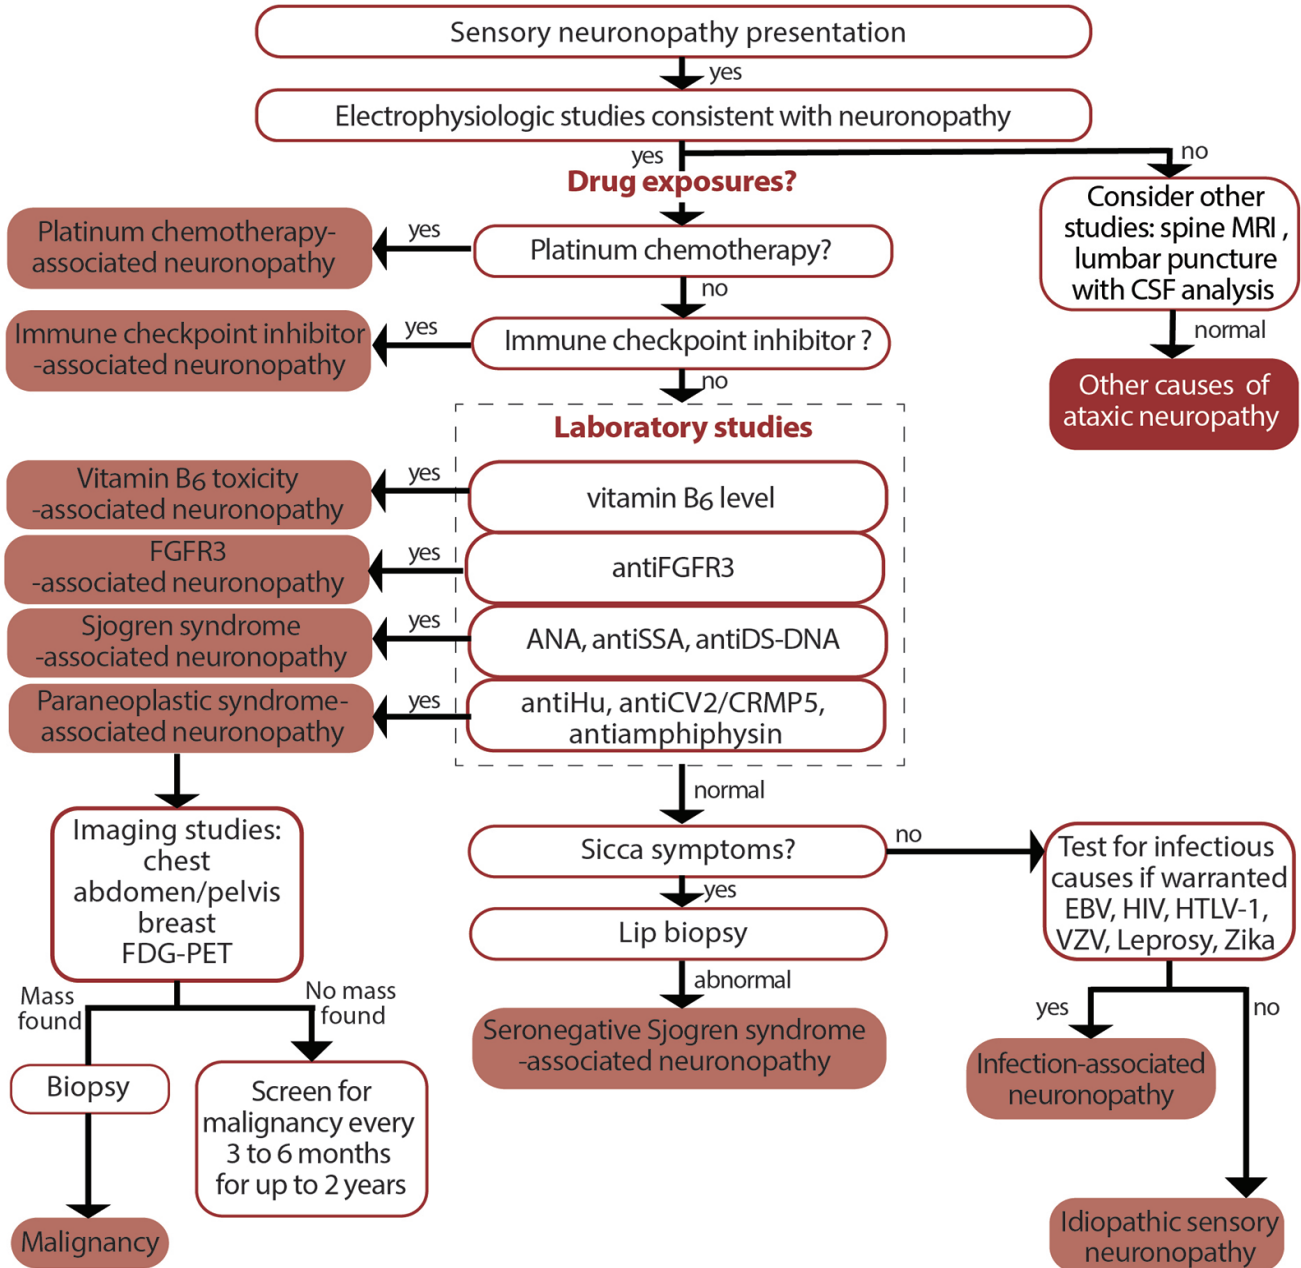 Sensory neuronopathy presentation
yes
Electrophysiologic studies consistent with neuronopathy
yes
no
Drug exposures?
Consider other
studies: spine MRI ,
lumbar puncture
with CSF analysis
normal
Other causes of
ataxic neuropathy
Platinum chemotherapy?
yes
Platinum chemotherapy-
associated neuronopathy
no
Immune checkpoint inhibitor ?
yes
Immune checkpoint inhibitor
-associated neuronopathy
no
Laboratory studies
vitamin B6 level
yes
Vitamin B6 toxicity
-associated neuronopathy
antiFGFR3
yes
FGFR3
-associated neuronopathy
ANA, antiSSA, antiDS-DNA
yes
Sjogren syndrome
-associated neuronopathy
antiHu, antiCV2/CRMP5,
antiamphiphysin
yes
Paraneoplastic syndrome-
associated neuronopathy
Imaging studies:
chest
abdomen/pelvis
breast
FDG-PET
Mass
found
No mass
found
Biopsy
Screen for
malignancy every
3 to 6 months
for up to 2 years
Malignancy
normal
Sicca symptoms?
no
yes
Lip biopsy
abnormal
Seronegative Sjogren syndrome
-associated neuronopathy
Test for infectious
causes if warranted
EBV, HIV, HTLV-1,
VZV, Leprosy, Zika
yes
no
Infection-associated
neuronopathy
Idiopathic sensory
neuronopathy